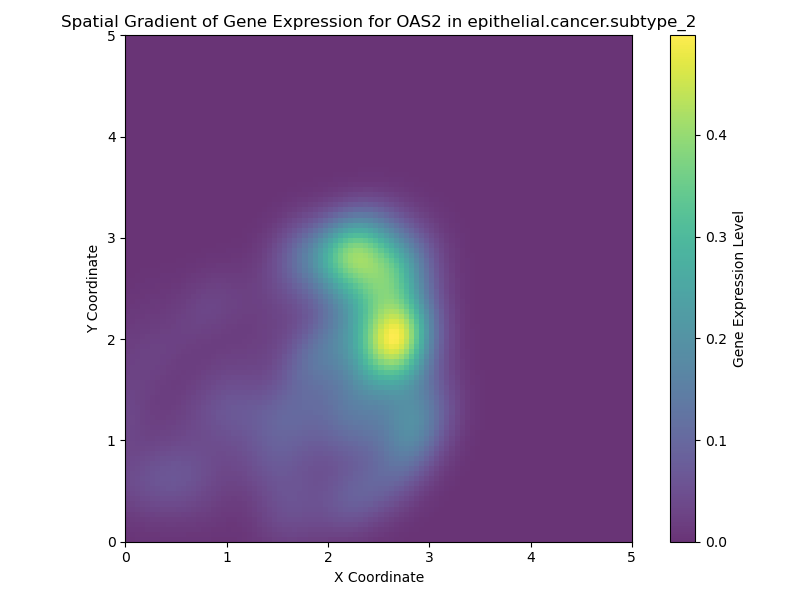 Spatial Gradient of Gene Expression for OAS2 in epithelial.cancer.subtype_2
5
4
3
2
1
0
Y Coordinate
0 1 2 3 4 5
X Coordinate
0.4
0.3
0.2
0.1
0.0
Gene Expression Level